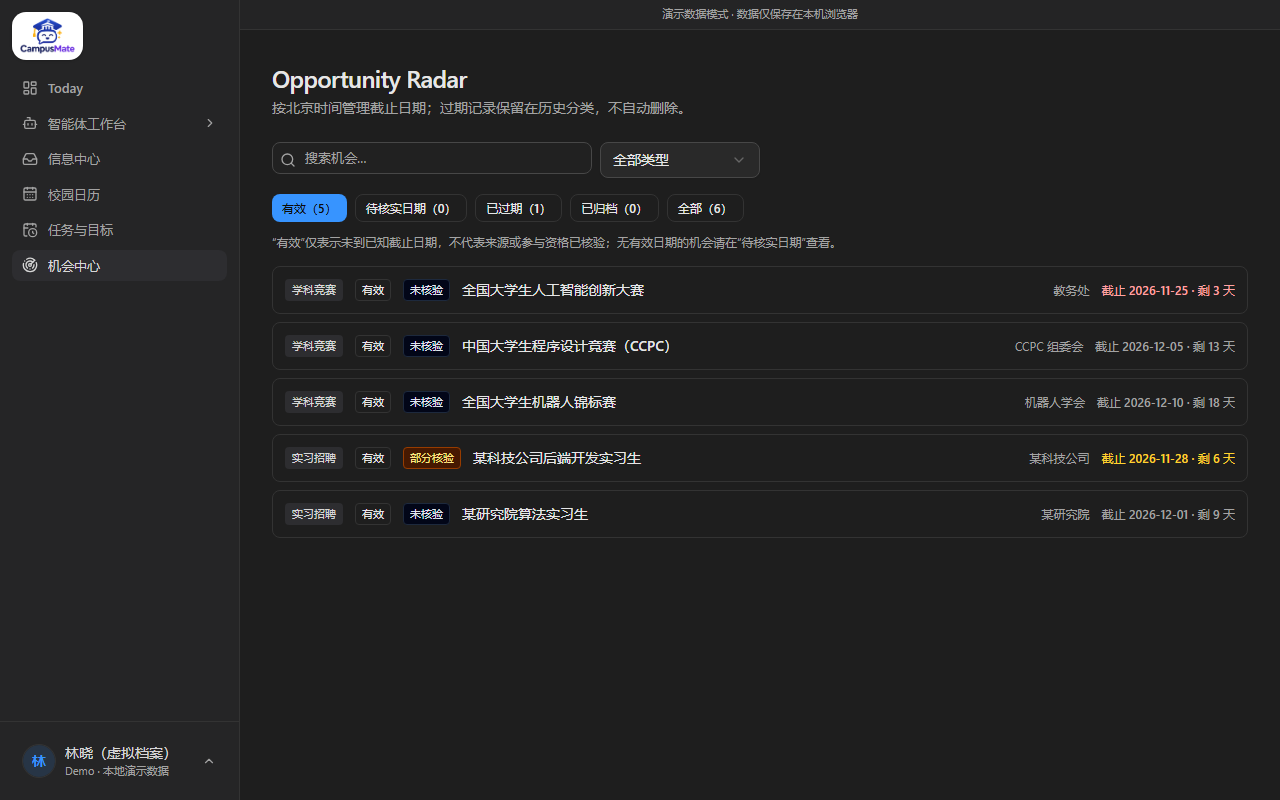 演示数据模式 · 数据仅保存在本机浏览器
CampusMate
Today
智能体工作台
信息中心
校园日历
任务与目标
机会中心
林
林晓（虚拟档案）
Demo · 本地演示数据
Opportunity Radar
按北京时间管理截止日期；过期记录保留在历史分类，不自动删除。
搜索机会...
全部类型
有效（5） 待核实日期（0） 已过期（1） 已归档（0） 全部（6）
“有效”仅表示未到已知截止日期，不代表来源或参与资格已核验；无有效日期的机会请在“待核实日期”查看。
学科竞赛 有效 未核验 全国大学生人工智能创新大赛 教务处 截止 2026-11-25 · 剩 3 天
学科竞赛 有效 未核验 中国大学生程序设计竞赛（CCPC） CCPC 组委会 截止 2026-12-05 · 剩 13 天
学科竞赛 有效 未核验 全国大学生机器人锦标赛 机器人学会 截止 2026-12-10 · 剩 18 天
实习招聘 有效 部分核验 某科技公司后端开发实习生 某科技公司 截止 2026-11-28 · 剩 6 天
实习招聘 有效 未核验 某研究院算法实习生 某研究院 截止 2026-12-01 · 剩 9 天